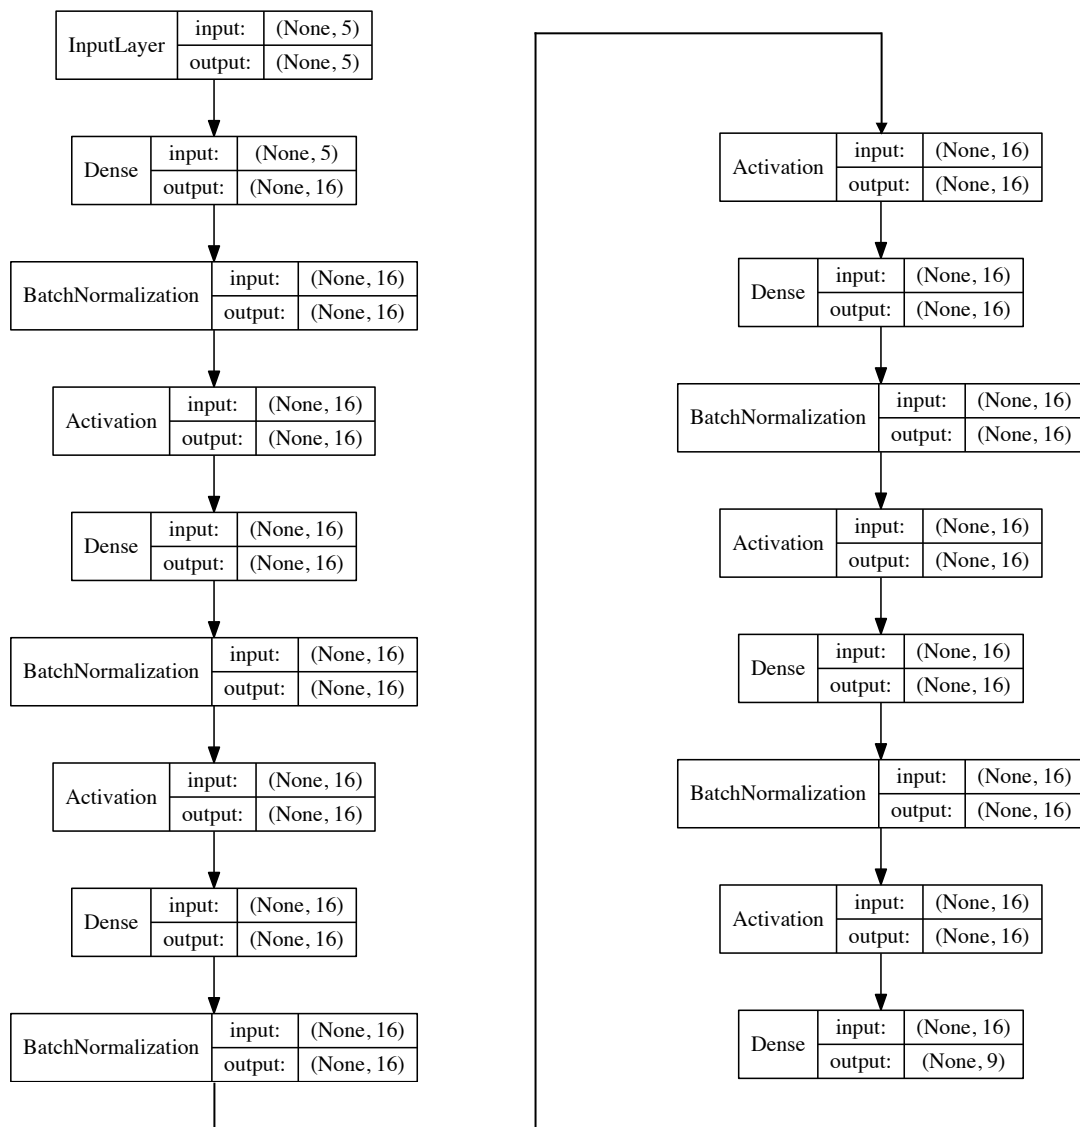 InputLayer input: (None, 5)
output: (None, 5)
Dense input: (None, 5)
output: (None, 16)
BatchNormalization input: (None, 16)
output: (None, 16)
Activation input: (None, 16)
output: (None, 16)
Dense input: (None, 16)
output: (None, 16)
BatchNormalization input: (None, 16)
output: (None, 16)
Activation input: (None, 16)
output: (None, 16)
Dense input: (None, 16)
output: (None, 16)
BatchNormalization input: (None, 16)
output: (None, 16)
Activation input: (None, 16)
output: (None, 16)
Dense input: (None, 16)
output: (None, 16)
BatchNormalization input: (None, 16)
output: (None, 16)
Activation input: (None, 16)
output: (None, 16)
Dense input: (None, 16)
output: (None, 16)
BatchNormalization input: (None, 16)
output: (None, 16)
Activation input: (None, 16)
output: (None, 16)
Dense input: (None, 16)
output: (None, 9)